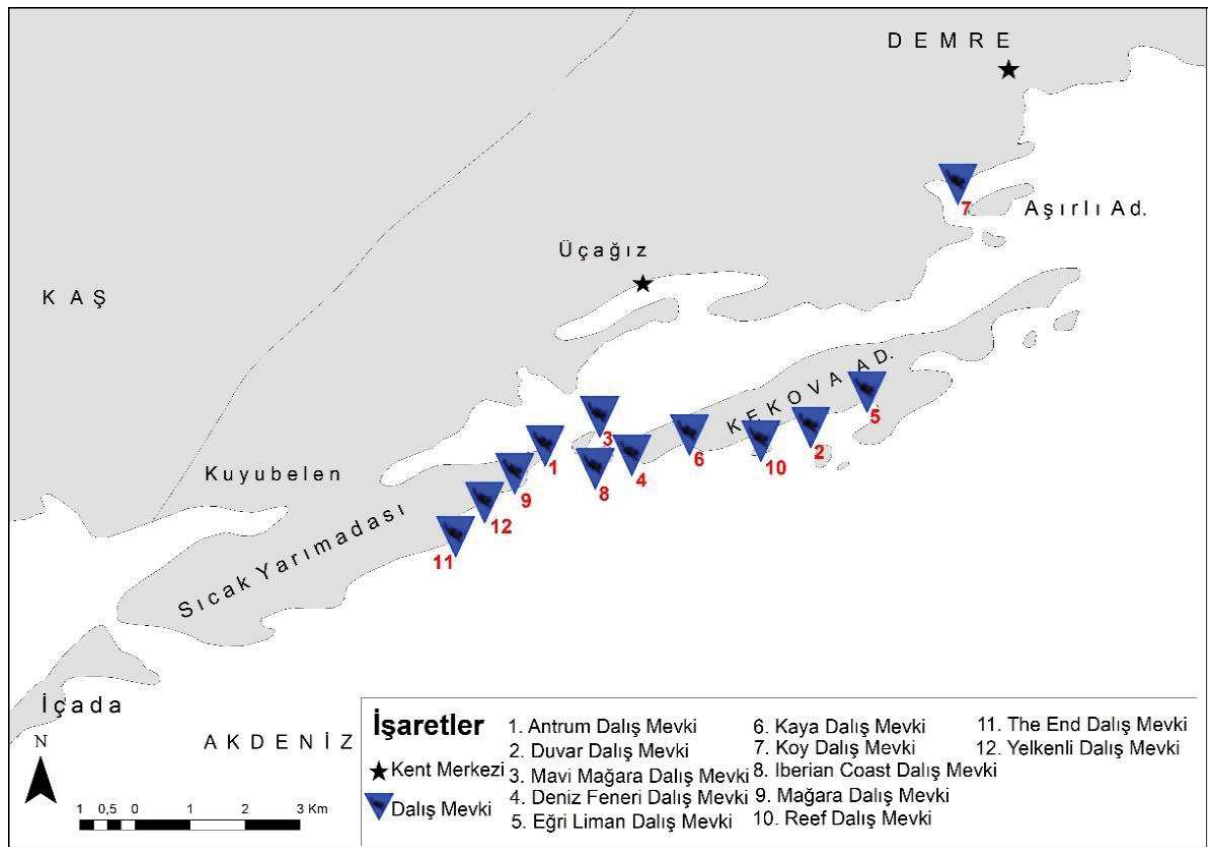 D E M R E
7
Aşırlı Ad.
Üçağız
K A Ş
K E K O V A A D.
5
3
2
6
10
1
4
8
Kuyubelen
9
12
11
Sıcak Yarımadası
İçada
N
A K D E N İ Z
1 0,5 0 1 2 3 Km
İşaretler
Kent Merkezi
Dalış Mevki
1. Antrum Dalış Mevki
2. Duvar Dalış Mevki
3. Mavi Mağara Dalış Mevki
4. Deniz Feneri Dalış Mevki
5. Eğri Liman Dalış Mevki
6. Kaya Dalış Mevki
7. Koy Dalış Mevki
8. Iberian Coast Dalış Mevki
9. Mağara Dalış Mevki
10. Reef Dalış Mevki
11. The End Dalış Mevki
12. Yelkenli Dalış Mevki